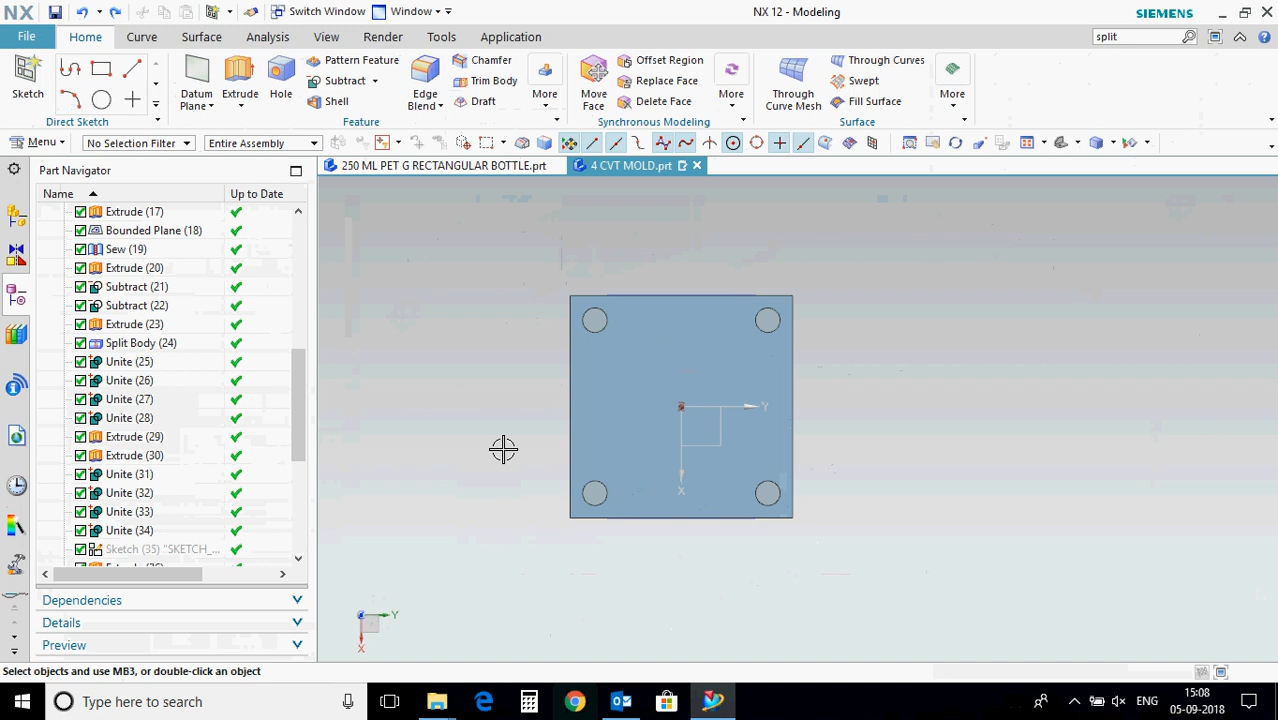 NX
Switch Window
Window
NX 12 - Modeling
SIEMENS
File
Home
Curve
Surface
Analysis
View
Render
Tools
Application
split
Sketch
Direct Sketch
Datum Plane
Extrude
Hole
Pattern Feature
Subtract
Shell
Edge Blend
Chamfer
Trim Body
Draft
More
Feature
Move Face
Offset Region
Replace Face
Delete Face
More
Synchronous Modeling
Through Curve Mesh
Through Curves
Swept
Fill Surface
More
Surface
Menu
No Selection Filter
Entire Assembly
Part Navigator
250 ML PET G RECTANGULAR BOTTLE.prt
4 CVT MOLD.prt
Name
Up to Date
Extrude (17)
Bounded Plane (18)
Sew (19)
Extrude (20)
Subtract (21)
Subtract (22)
Extrude (23)
Split Body (24)
Unite (25)
Unite (26)
Unite (27)
Unite (28)
Extrude (29)
Extrude (30)
Unite (31)
Unite (32)
Unite (33)
Unite (34)
Sketch (35) "SKETCH_...
Dependencies
Details
Preview
Y
X
Y
X
Select objects and use MB3, or double-click an object
Type here to search
ENG
15:08
05-09-2018